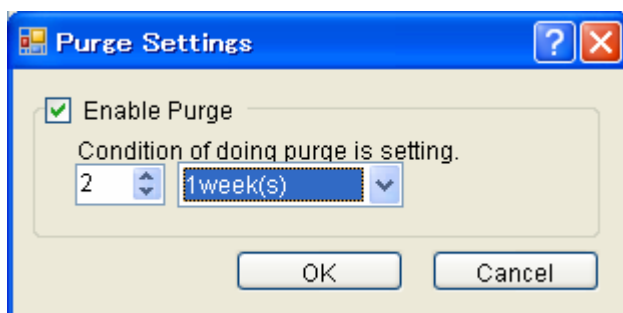 Purge Settings
Enable Purge
Condition of doing purge is setting.
2 1week(s)
OK Cancel